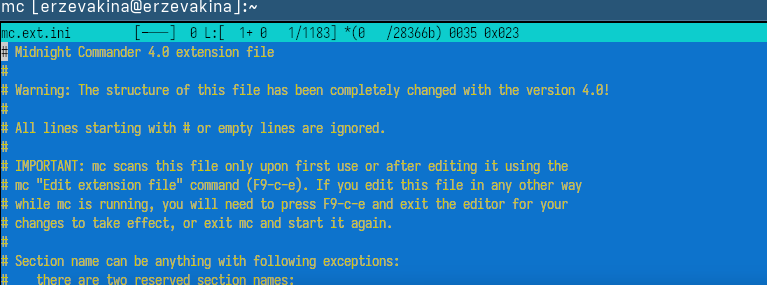 mc [erzevakina@erzevakina]:~
mc.ext.ini         [----]  0 L:[  1+ 0   1/1183] *(0   /28366b) 0035 0x023
# Midnight Commander 4.0 extension file
#
# Warning: The structure of this file has been completely changed with the version 4.0!
#
# All lines starting with # or empty lines are ignored.
#
# IMPORTANT: mc scans this file only upon first use or after editing it using the
# mc "Edit extension file" command (F9-c-e). If you edit this file in any other way
# while mc is running, you will need to press F9-c-e and exit the editor for your
# changes to take effect, or exit mc and start it again.
#
# Section name can be anything with following exceptions:
#    there are two reserved section names: